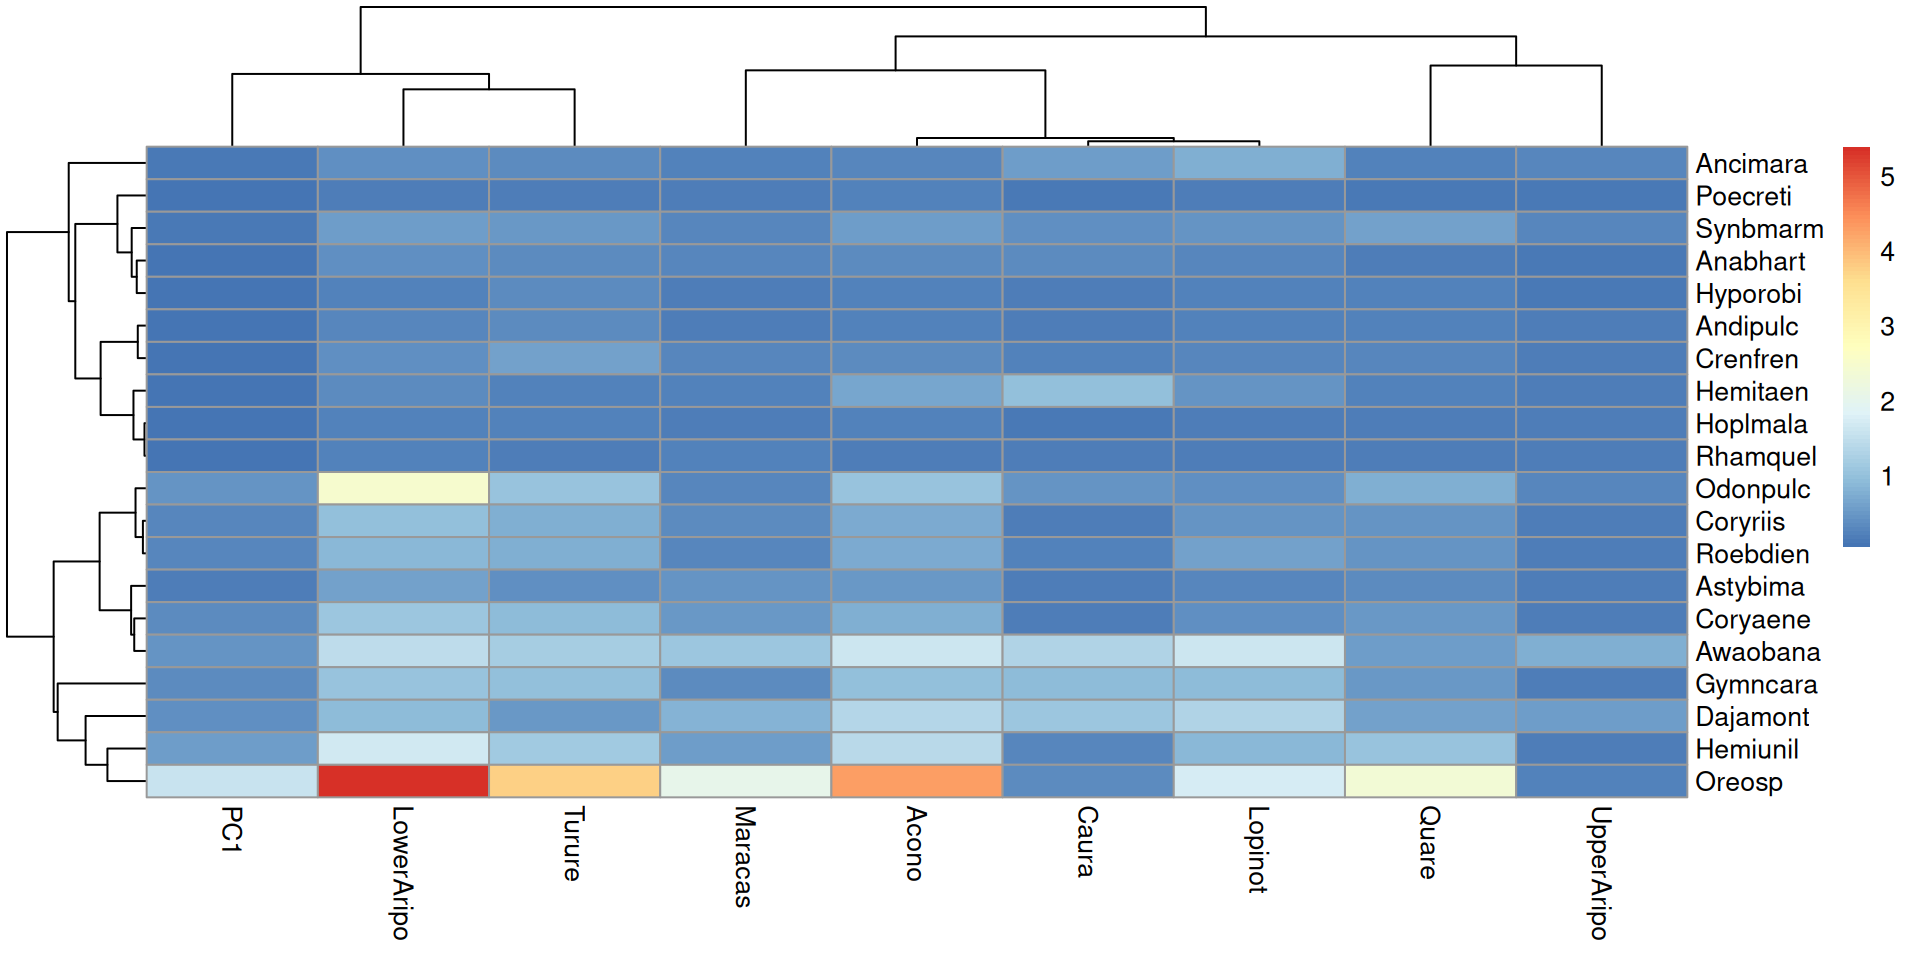 Ancimara
Poecreti
Synbmarm
Anabhart
Hyporobi
Andipulc
Crenfren
Hemitaen
Hoplmala
Rhamquel
Odonpulc
Coryriis
Roebdien
Astybima
Coryaene
Awaobana
Gymncara
Dajamont
Hemiunil
Oreosp
5
4
3
2
1
PC1
LowerAripo
Turure
Maracas
Acono
Caura
Lopinot
Quare
UpperAripo